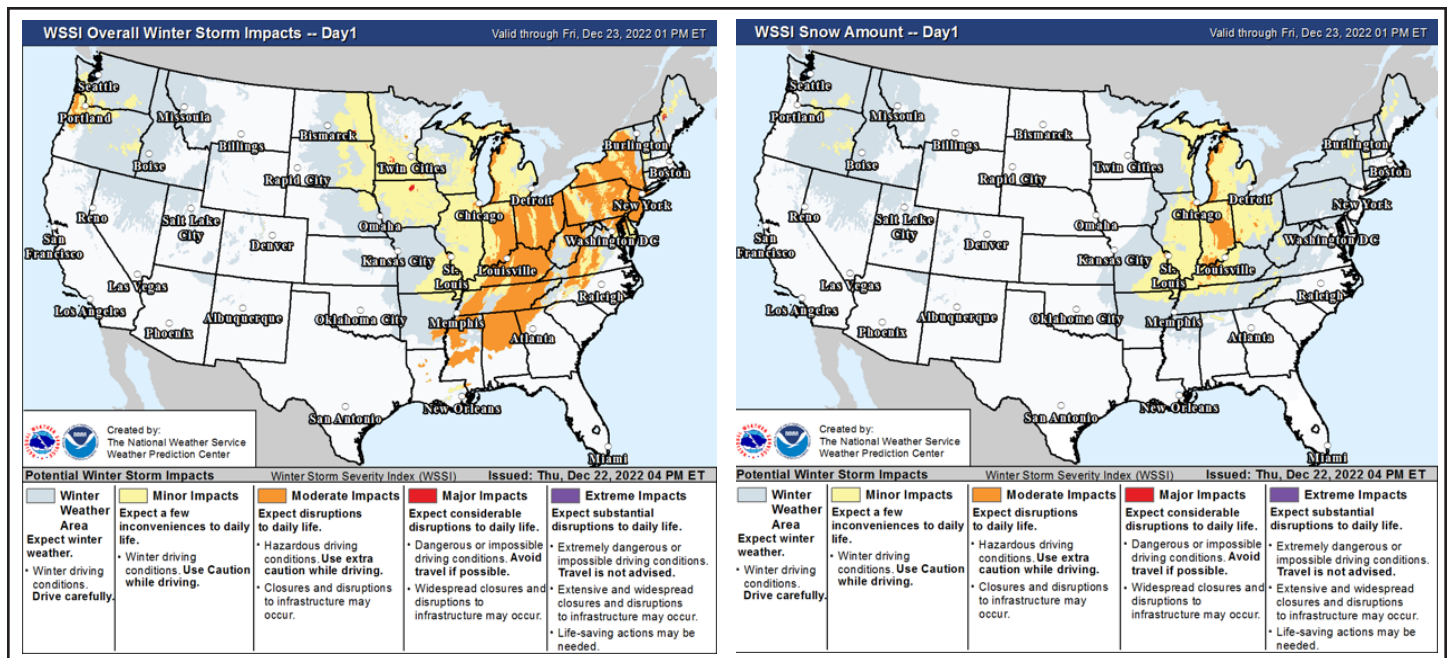 WSSI Overall Winter Storm Impacts -- Day1
Valid through Fri, Dec 23, 2022 01 PM ET
Seattle
Portland
Missoula
Bismarck
Burlington
Billings
Boise
Twin Cities
Boston
Rapid City
Detroit
New York
Chicago
Reno
Salt Lake
City
Omaha
San
Francisco
Denver
Washington DC
Kansas City
St.
Louis
Louisville
Las Vegas
Raleigh
Los Angeles
Albuquerque
Oklahoma City
Memphis
Phoenix
Atlanta
New Orleans
San Antonio
Miami
Created by:
The National Weather Service
Weather Prediction Center
Potential Winter Storm Impacts
Winter Storm Severity Index (WSSI)
Issued: Thu, Dec 22, 2022 04 PM ET
Winter
Weather
Area
Expect winter
weather.
• Winter driving
conditions.
Drive carefully.
Minor Impacts
Expect a few
inconveniences to daily
life.
• Winter driving
conditions. Use Caution
while driving.
Moderate Impacts
Expect disruptions
to daily life.
• Hazardous driving
conditions. Use extra
caution while driving.
• Closures and disruptions
to infrastructure may
occur.
Major Impacts
Expect considerable
disruptions to daily life.
• Dangerous or impossible
driving conditions. Avoid
travel if possible.
• Widespread closures and
disruptions to
infrastructure may occur.
Extreme Impacts
Expect substantial
disruptions to daily life.
• Extremely dangerous or
impossible driving conditions.
Travel is not advised.
• Extensive and widespread
closures and disruptions
to infrastructure may occur.
• Life-saving actions may be
needed.
WSSI Snow Amount -- Day1
Valid through Fri, Dec 23, 2022 01 PM ET
Seattle
Portland
Missoula
Bismarck
Burlington
Billings
Boise
Twin Cities
Boston
Rapid City
Detroit
New York
Chicago
Reno
Salt Lake
City
Omaha
San
Francisco
Denver
Washington DC
Kansas City
St.
Louis
Louisville
Las Vegas
Raleigh
Los Angeles
Albuquerque
Oklahoma City
Memphis
Phoenix
Atlanta
New Orleans
San Antonio
Miami
Created by:
The National Weather Service
Weather Prediction Center
Potential Winter Storm Impacts
Winter Storm Severity Index (WSSI)
Issued: Thu, Dec 22, 2022 04 PM ET
Winter
Weather
Area
Expect winter
weather.
• Winter driving
conditions.
Drive carefully.
Minor Impacts
Expect a few
inconveniences to daily
life.
• Winter driving
conditions. Use Caution
while driving.
Moderate Impacts
Expect disruptions
to daily life.
• Hazardous driving
conditions. Use extra
caution while driving.
• Closures and disruptions
to infrastructure may
occur.
Major Impacts
Expect considerable
disruptions to daily life.
• Dangerous or impossible
driving conditions. Avoid
travel if possible.
• Widespread closures and
disruptions to
infrastructure may occur.
Extreme Impacts
Expect substantial
disruptions to daily life.
• Extremely dangerous or
impossible driving conditions.
Travel is not advised.
• Extensive and widespread
closures and disruptions
to infrastructure may occur.
• Life-saving actions may be
needed.